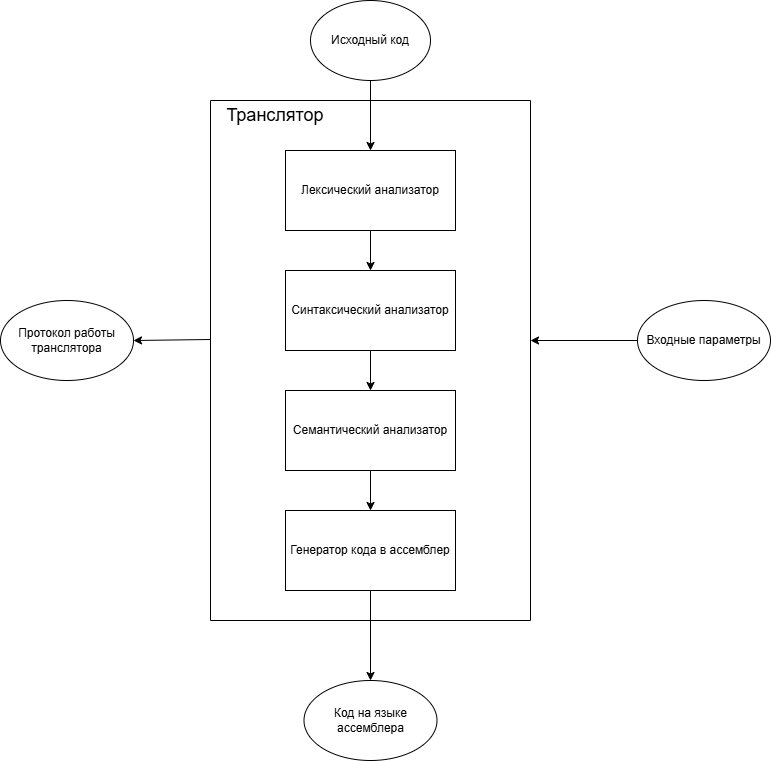 Исходный код
Транслятор
Лексический анализатор
Синтаксический анализатор
Протокол работы
транслятора
Входные параметры
Семантический анализатор
Генератор кода в ассемблер
Код на языке
ассемблера